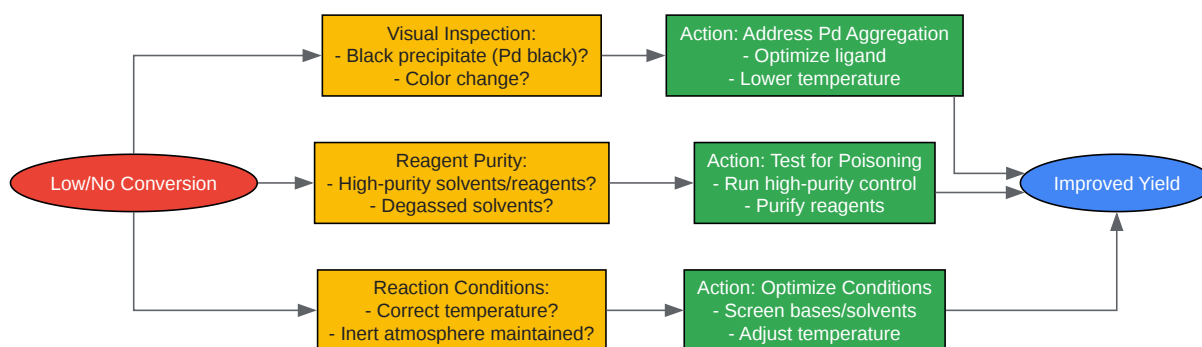 Low/No Conversion
Visual Inspection:
- Black precipitate (Pd black)?
- Color change?
Action: Address Pd Aggregation
- Optimize ligand
- Lower temperature
Reagent Purity:
- High-purity solvents/reagents?
- Degassed solvents?
Action: Test for Poisoning
- Run high-purity control
- Purify reagents
Reaction Conditions:
- Correct temperature?
- Inert atmosphere maintained?
Action: Optimize Conditions
- Screen bases/solvents
- Adjust temperature
Improved Yield